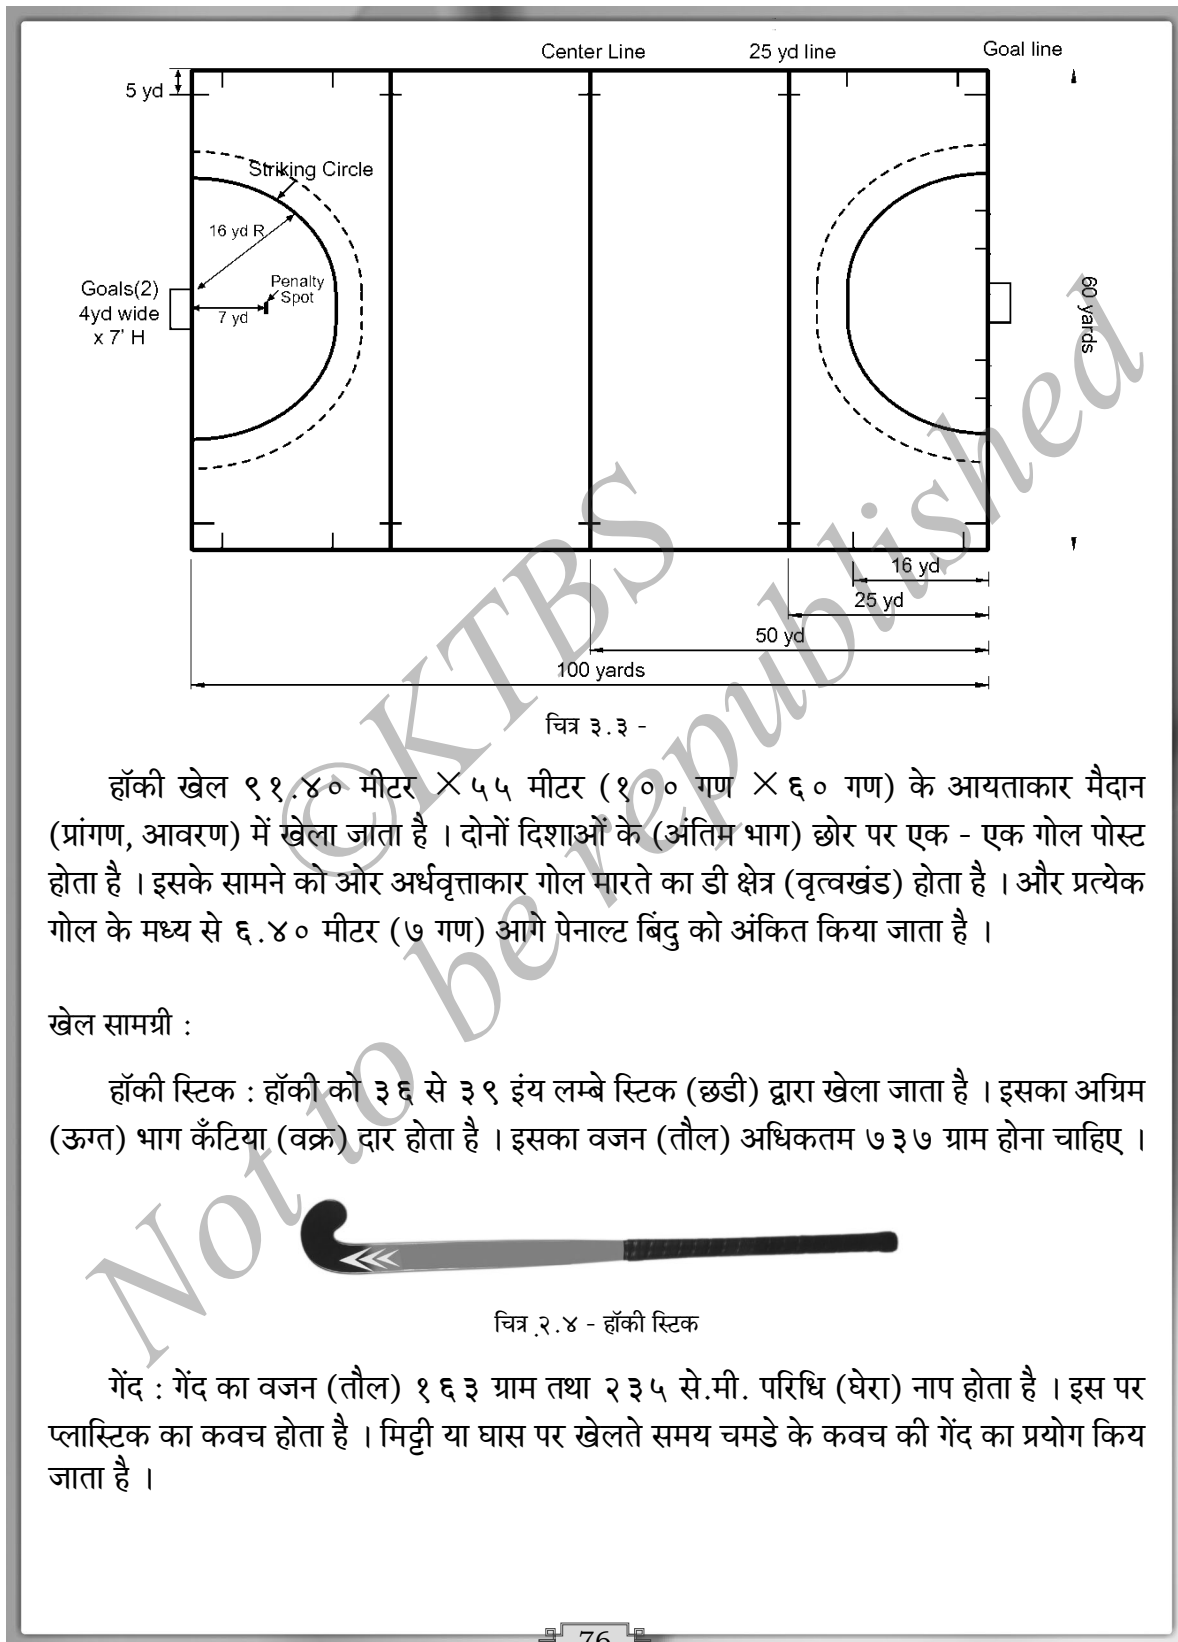 Center Line 25 yd line Goal line
5 yd
Striking Circle
16 yd R
Penalty
Spot
Goals(2)
4yd wide
x 7' H
7 yd
60 yards
16 yd
25 yd
50 yd
100 yards
चित्र ३.३ -
हॉकी खेल ९१.४० मीटर ×५५ मीटर (१०० गण ×६० गण) के आयताकार मैदान
(प्रांगण, आवरण) में खेला जाता है । दोनों दिशाओं के (अंतिम भाग) छोर पर एक - एक गोल पोस्ट
होता है । इसके सामने को ओर अर्धवृत्ताकार गोल मारते का डी क्षेत्र (वृत्वखंड) होता है । और प्रत्येक
गोल के मध्य से ६.४० मीटर (७ गण) आगे पेनाल्ट बिंदु को अंकित किया जाता है ।
खेल सामग्री :
हॉकी स्टिक : हॉकी को ३६ से ३९ इंय लम्बे स्टिक (छडी) द्वारा खेला जाता है । इसका अग्रिम
(ऊग्त) भाग कँटिया (वक्र) दार होता है । इसका वजन (तौल) अधिकतम ७३७ ग्राम होना चाहिए ।
चित्र २.४ - हॉकी स्टिक
गेंद : गेंद का वजन (तौल) १६३ ग्राम तथा २३५ से.मी. परिधि (घेरा) नाप होता है । इस पर
प्लास्टिक का कवच होता है । मिट्टी या घास पर खेलते समय चमडे के कवच की गेंद का प्रयोग किय
जाता है ।
76
©KTBS
Not to be republished